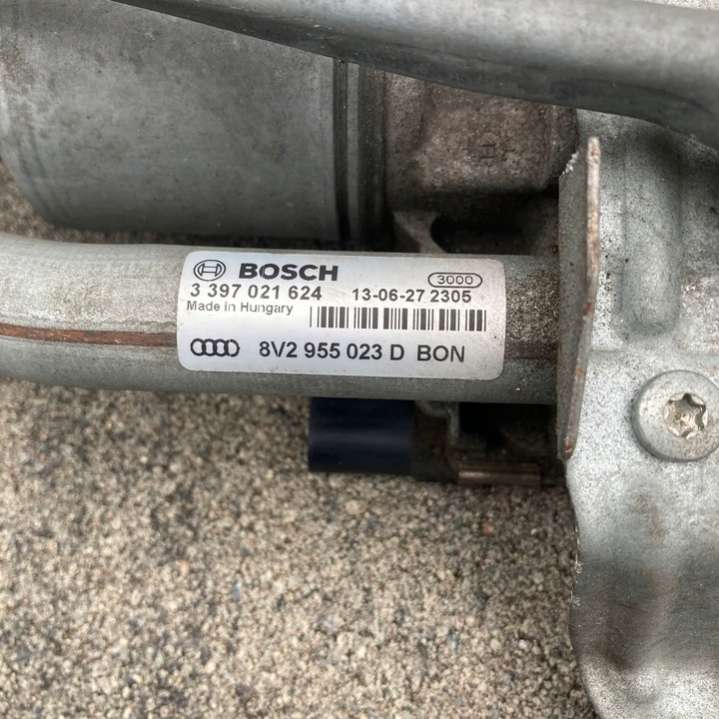 BOSCH
3000
3 397 021 624 13-06-27 2305
Made in Hungary
8V2 955 023 D BON